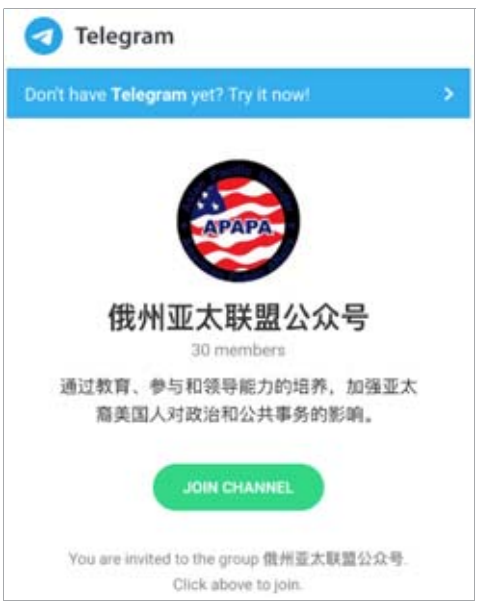 Telegram
Don't have Telegram yet? Try it now!
APAPA
俄州亚太联盟公众号
30 members
通过教育、参与和领导能力的培养，加强亚太
裔美国人对政治和公共事务的影响。
JOIN CHANNEL
You are invited to the group 俄州亚太联盟公众号.
Click above to join.